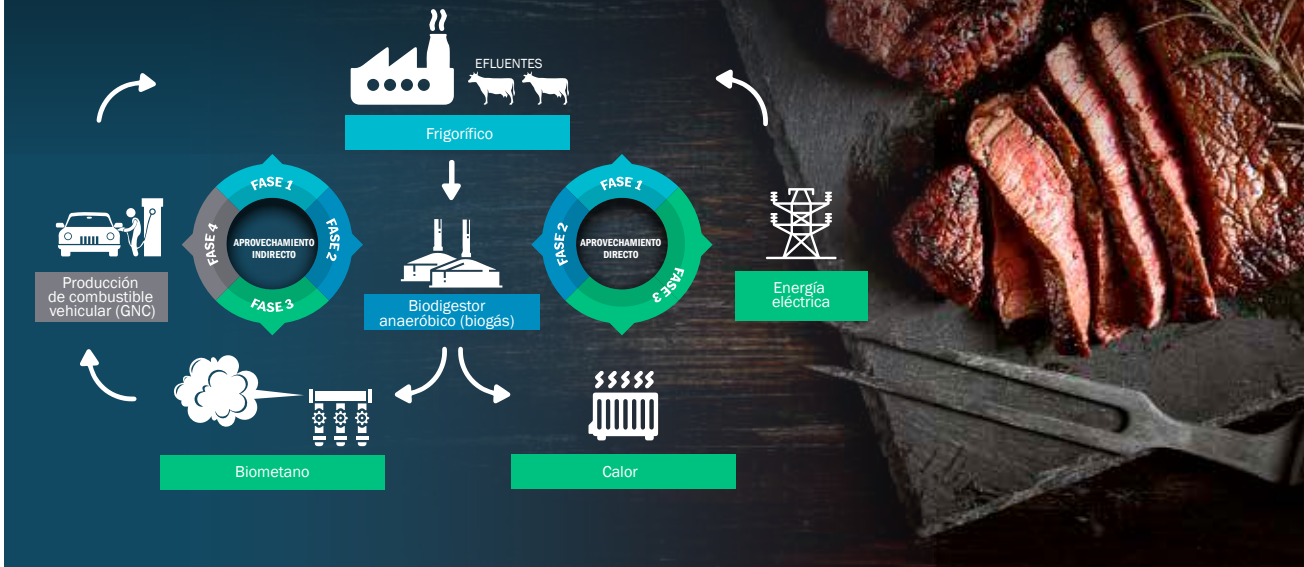 EFLUENTES
Frigorífico
FASE 1
FASE 2
FASE 3
FASE 4
APROVECHAMIENTO
INDIRECTO
FASE 1
FASE 2
FASE 3
APROVECHAMIENTO
DIRECTO
Producción
de combustible
vehicular (GNC)
Biodigestor
anaeróbico (biogás)
Energía
eléctrica
Biometano
Calor